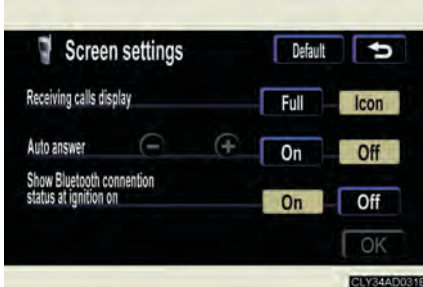 Screen settings Default
Receiving calls display Full Icon
Auto answer On Off
Show Bluetooth connention
status at ignition on On Off
OK
CLY34AD031E